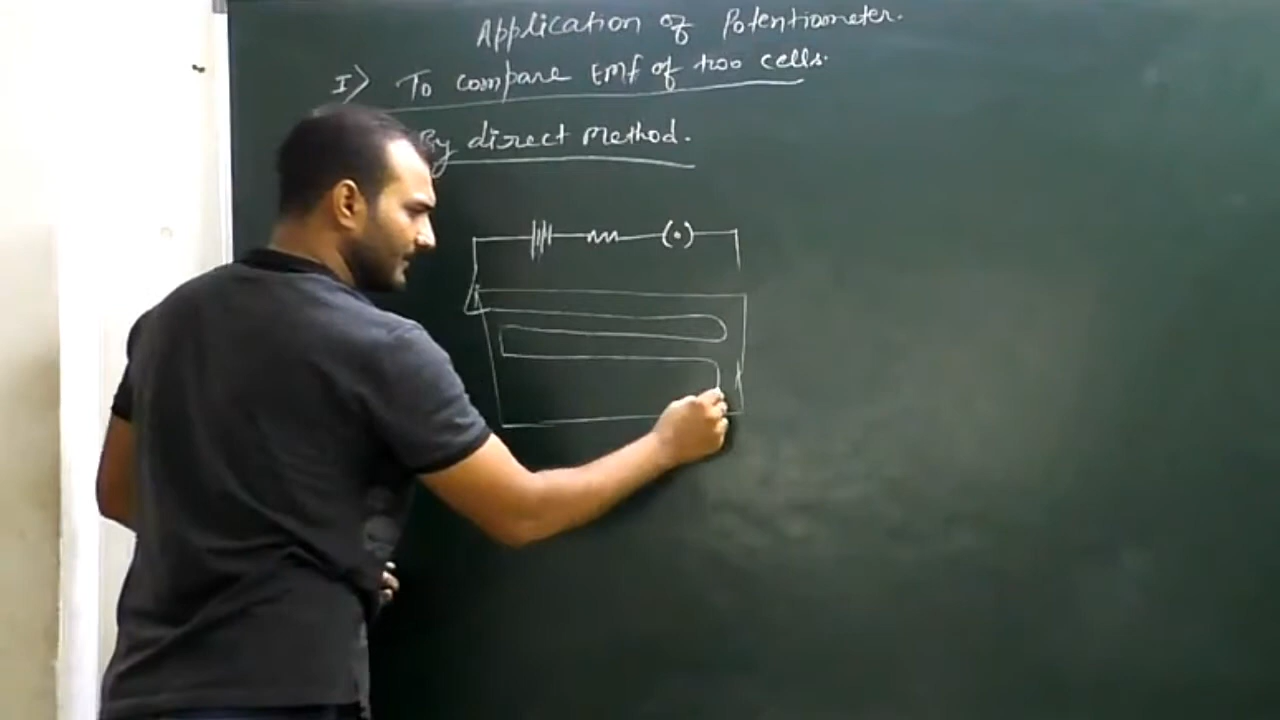 Application of Potentiometer.
I> To compare EMF of two cells.
By direct Method.